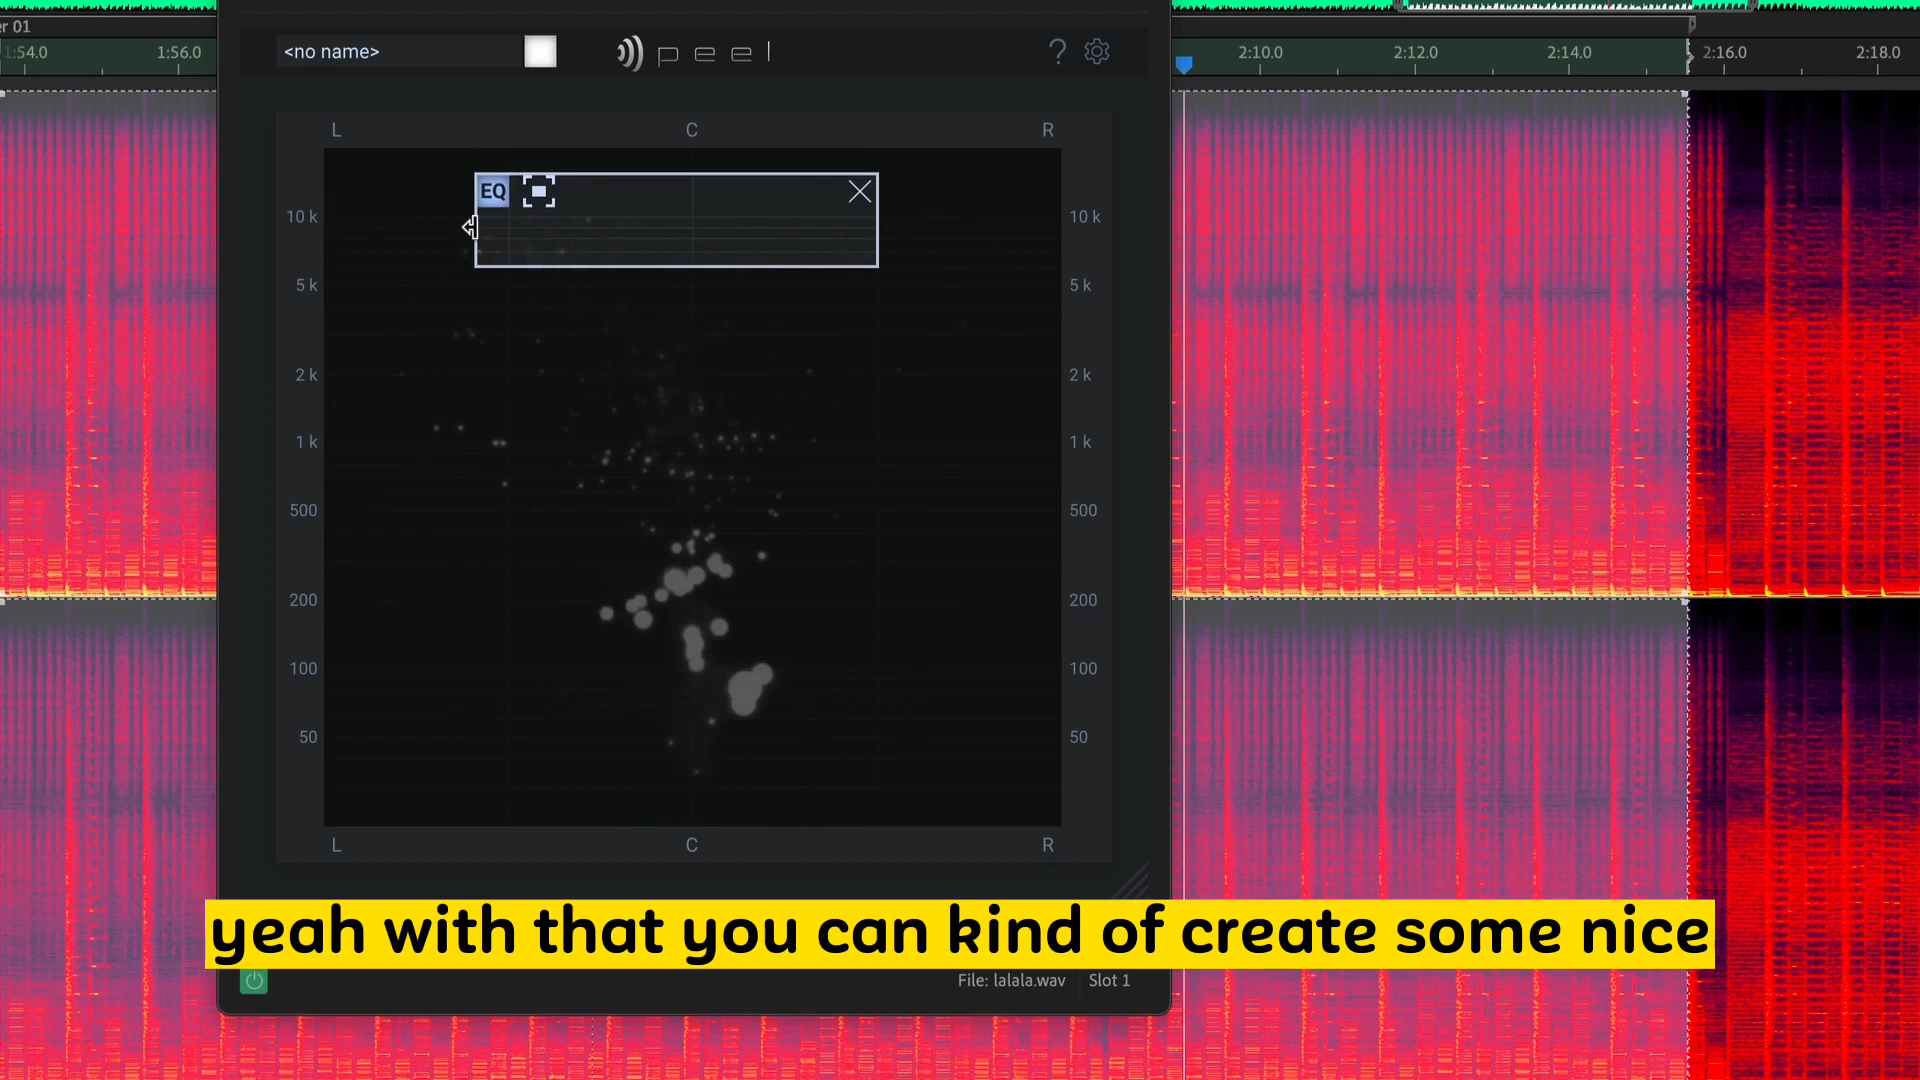 er 01
1:54.0 1:56.0 2:10.0 2:12.0 2:14.0 2:16.0 2:18.0
<no name> peel ?
L C R
EQ
10 k 10 k
5 k 5 k
2 k 2 k
1 k 1 k
500 500
200 200
100 100
50 50
L C R
yeah with that you can kind of create some nice
File: lalala.wav Slot 1